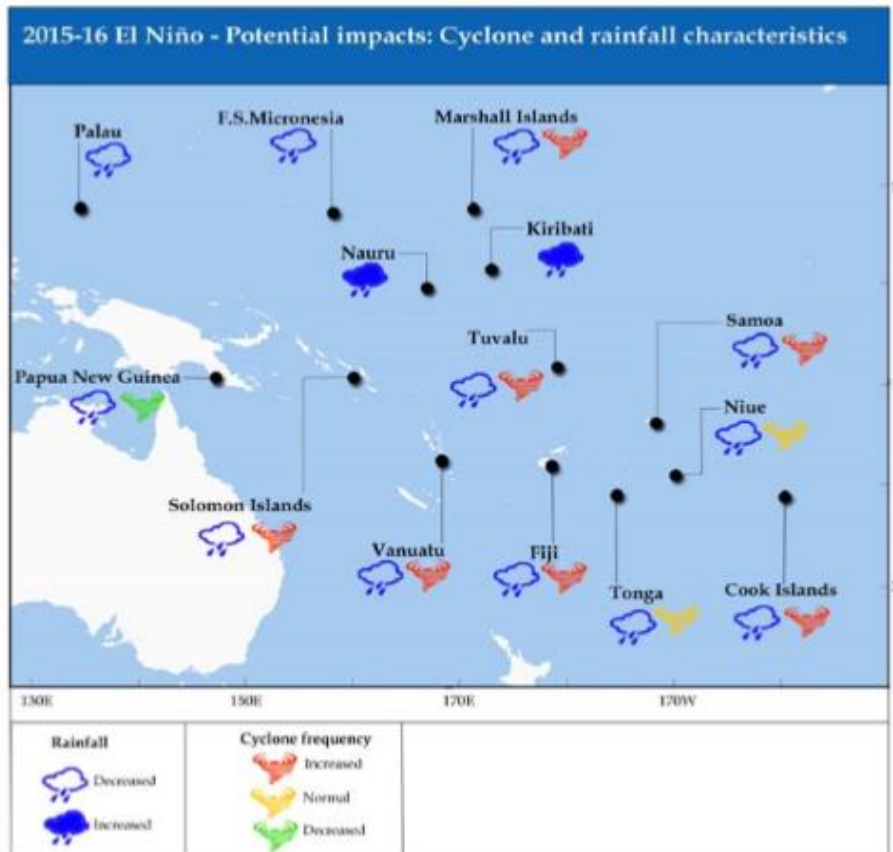 2015-16 El Niño - Potential impacts: Cyclone and rainfall characteristics
Palau
F.S.Micronesia
Marshall Islands
Nauru
Kiribati
Tuvalu
Samoa
Papua New Guinea
Niue
Solomon Islands
Vanuatu
Fiji
Tonga
Cook Islands
130E
150E
170E
170W
Rainfall
Decreased
Increased
Cyclone frequency
Increased
Normal
Decreased